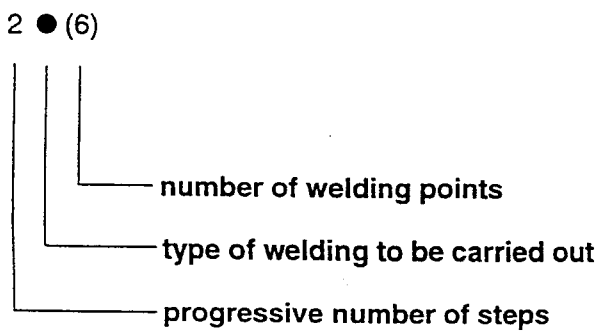 2 ● (6)
number of welding points
type of welding to be carried out
progressive number of steps